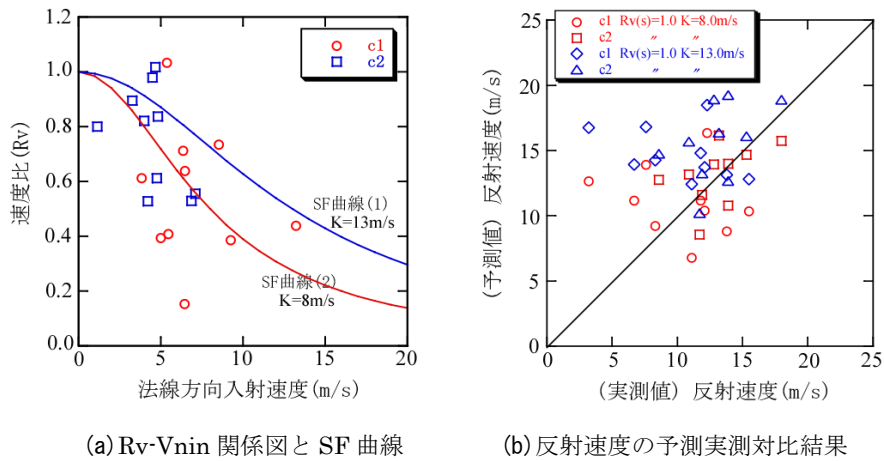 1.2
1.0
0.8
0.6
0.4
0.2
0.0
速度比(Rv)
c1
c2
SF曲線(1)
K=13m/s
SF曲線(2)
K=8m/s
0
5
10
15
20
法線方向入射速度(m/s)
(a) Rv-Vnin 関係図と SF 曲線
25
20
15
10
5
0
(予測値) 反射速度(m/s)
c1 Rv(s)=1.0 K=8.0m/s
c2 〃 〃
c1 Rv(s)=1.0 K=13.0m/s
c2 〃 〃
0
5
10
15
20
25
(実測値) 反射速度(m/s)
(b) 反射速度の予測実測対比結果